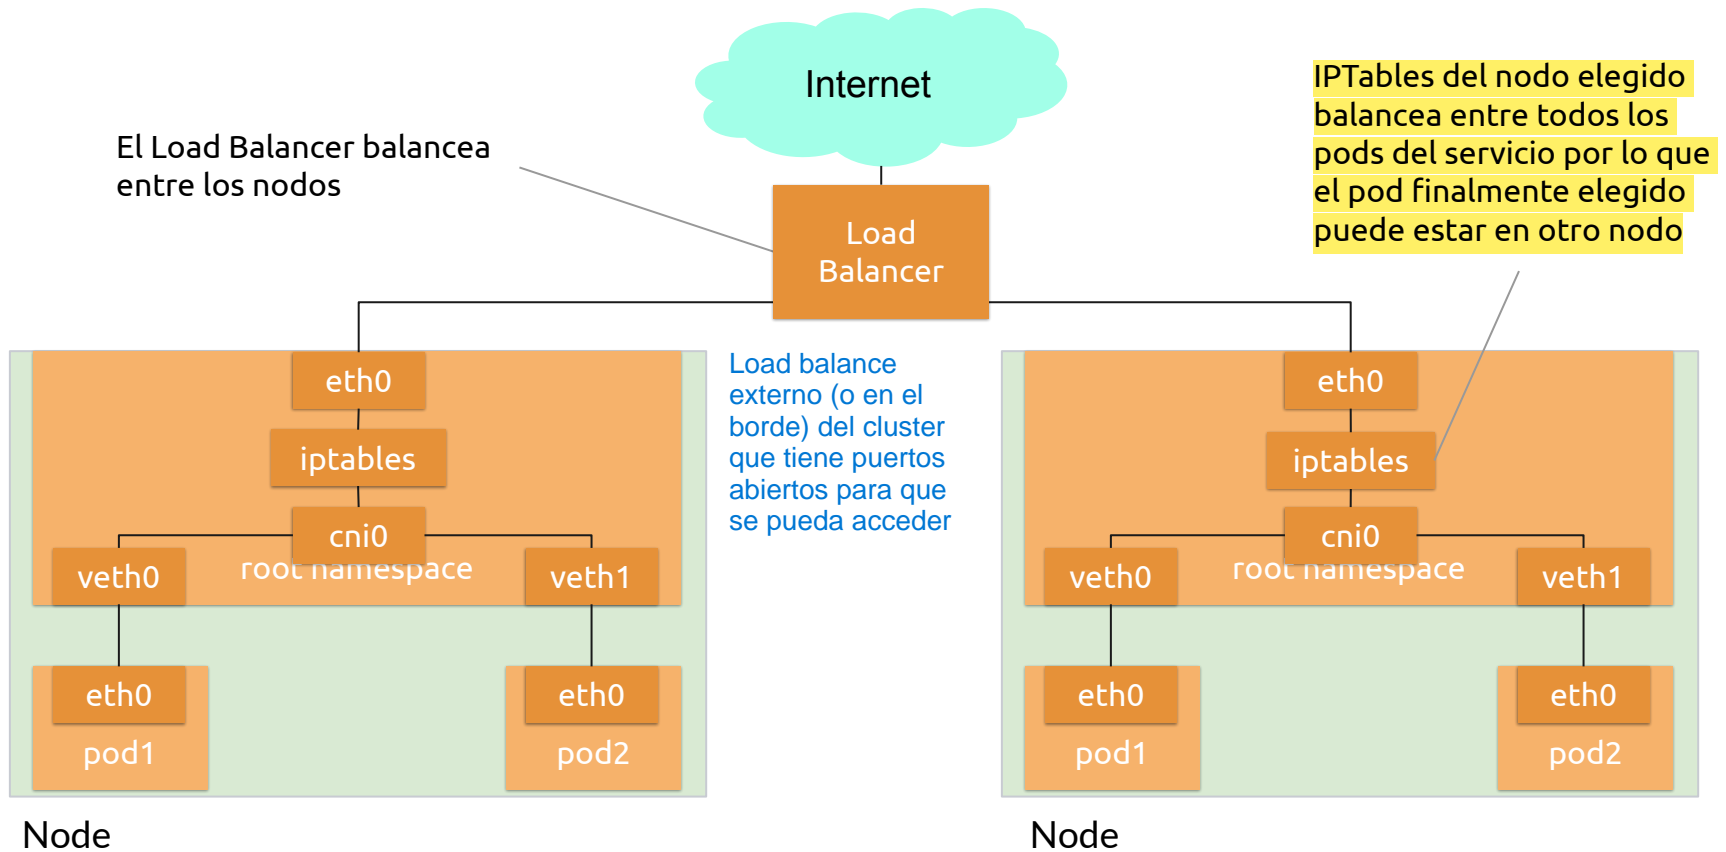 Internet
El Load Balancer balancea
entre los nodos
IPTables del nodo elegido
balancea entre todos los
pods del servicio por lo que
el pod finalmente elegido
puede estar en otro nodo
Load
Balancer
Load balance
externo (o en el
borde) del cluster
que tiene puertos
abiertos para que
se pueda acceder
eth0
iptables
cni0
root namespace
veth0
veth1
eth0
eth0
pod1
pod2
Node
eth0
iptables
cni0
root namespace
veth0
veth1
eth0
eth0
pod1
pod2
Node